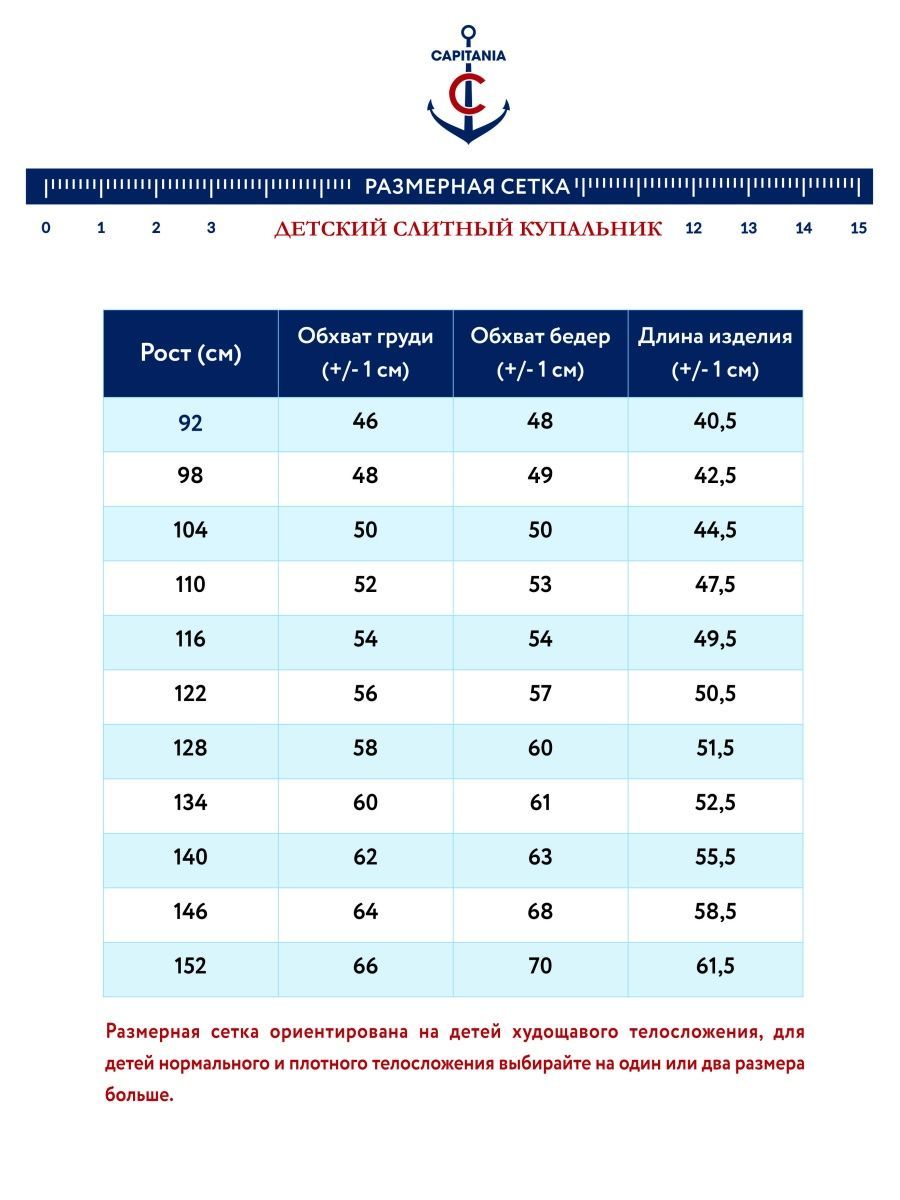 CAPITANIA
C
РАЗМЕРНАЯ СЕТКА
0 1 2 3 ДЕТСКИЙ СЛИТНЫЙ КУПАЛЬНИК 12 13 14 15
Рост (см) Обхват груди (+/- 1 см) Обхват бедер (+/- 1 см) Длина изделия (+/- 1 см)
92 46 48 40,5
98 48 49 42,5
104 50 50 44,5
110 52 53 47,5
116 54 54 49,5
122 56 57 50,5
128 58 60 51,5
134 60 61 52,5
140 62 63 55,5
146 64 68 58,5
152 66 70 61,5
Размерная сетка ориентирована на детей худощавого телосложения, для
детей нормального и плотного телосложения выбирайте на один или два размера
больше.